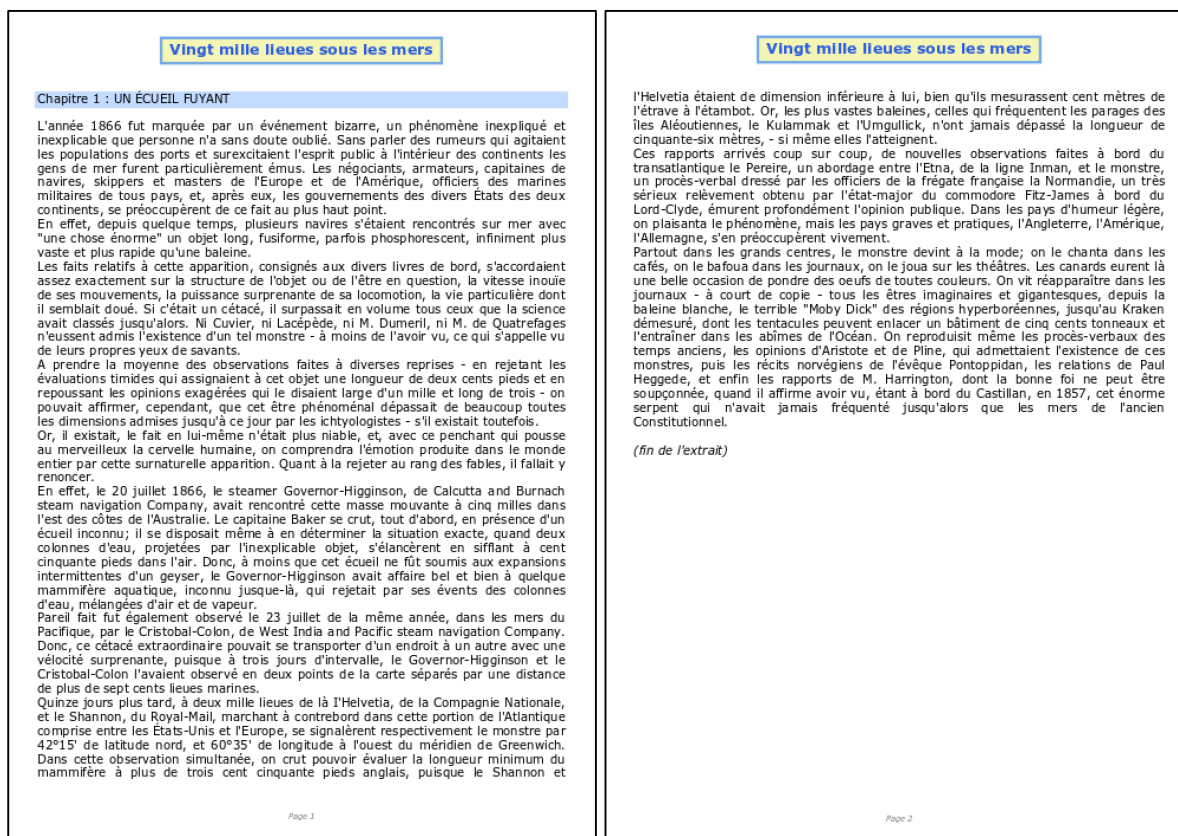 Vingt mille lieues sous les mers
Chapitre 1 : UN ÉCUEIL FUYANT
L'année 1866 fut marquée par un événement bizarre, un phénomène inexpliqué et
inexplicable que personne n'a sans doute oublié. Sans parler des rumeurs qui agitaient
les populations des ports et surexcitaient l'esprit public à l'intérieur des continents les
gens de mer furent particulièrement émus. Les négociants, armateurs, capitaines de
navires, skippers et masters de l'Europe et de l'Amérique, officiers des marines
militaires de tous pays, et, après eux, les gouvernements des divers États des deux
continents, se préoccupèrent de ce fait au plus haut point.
En effet, depuis quelque temps, plusieurs navires s'étaient rencontrés sur mer avec
"une chose énorme" un objet long, fusiforme, parfois phosphorescent, infiniment plus
vaste et plus rapide qu'une baleine.
Les faits relatifs à cette apparition, consignés aux divers livres de bord, s'accordaient
assez exactement sur la structure de l'objet ou de l'être en question, la vitesse inouïe
de ses mouvements, la puissance surprenante de sa locomotion, la vie particulière dont
il semblait doué. Si c'était un cétacé, il surpassait en volume tous ceux que la science
avait classés jusqu'alors. Ni Cuvier, ni Lacépède, ni M. Dumeril, ni M. de Quatrefages
n'eussent admis l'existence d'un tel monstre - à moins de l'avoir vu, ce qui s'appelle vu
de leurs propres yeux de savants.
A prendre la moyenne des observations faites à diverses reprises - en rejetant les
évaluations timides qui assignaient à cet objet une longueur de deux cents pieds et en
repoussant les opinions exagérées qui le disaient large d'un mille et long de trois - on
pouvait affirmer, cependant, que cet être phénoménal dépassait de beaucoup toutes
les dimensions admises jusqu'à ce jour par les ichtyologistes - s'il existait toutefois.
Or, il existait, le fait en lui-même n'était plus niable, et, avec ce penchant qui pousse
au merveilleux la cervelle humaine, on comprendra l'émotion produite dans le monde
entier par cette surnaturelle apparition. Quant à la rejeter au rang des fables, il fallait y
renoncer.
En effet, le 20 juillet 1866, le steamer Governor-Higginson, de Calcutta and Burnach
steam navigation Company, avait rencontré cette masse mouvante à cinq milles dans
l'est des côtes de l'Australie. Le capitaine Baker se crut, tout d'abord, en présence d'un
écueil inconnu; il se disposait même à en déterminer la situation exacte, quand deux
colonnes d'eau, projetées par l'inexplicable objet, s'élancèrent en sifflant à cent
cinquante pieds dans l'air. Donc, à moins que cet écueil ne fût soumis aux expansions
intermittentes d'un geyser, le Governor-Higginson avait affaire bel et bien à quelque
mammifère aquatique, inconnu jusque-là, qui rejetait par ses évents des colonnes
d'eau, mélangées d'air et de vapeur.
Pareil fait fut également observé le 23 juillet de la même année, dans les mers du
Pacifique, par le Cristobal-Colon, de West India and Pacific steam navigation Company.
Donc, ce cétacé extraordinaire pouvait se transporter d'un endroit à un autre avec une
vélocité surprenante, puisque à trois jours d'intervalle, le Governor-Higginson et le
Cristobal-Colon l'avaient observé en deux points de la carte séparés par une distance
de plus de sept cents lieues marines.
Quinze jours plus tard, à deux mille lieues de là I'Helvetia, de la Compagnie Nationale,
et le Shannon, du Royal-Mail, marchant à contrebord dans cette portion de l'Atlantique
comprise entre les États-Unis et l'Europe, se signalèrent respectivement le monstre par
42°15' de latitude nord, et 60°35' de longitude à l'ouest du méridien de Greenwich.
Dans cette observation simultanée, on crut pouvoir évaluer la longueur minimum du
mammifère à plus de trois cent cinquante pieds anglais, puisque le Shannon et
Page 1
Vingt mille lieues sous les mers
l'Helvetia étaient de dimension inférieure à lui, bien qu'ils mesurassent cent mètres de
l'étrave à l'étambot. Or, les plus vastes baleines, celles qui fréquentent les parages des
îles Aléoutiennes, le Kulammak et l'Umgullick, n'ont jamais dépassé la longueur de
cinquante-six mètres, - si même elles l'atteignent.
Ces rapports arrivés coup sur coup, de nouvelles observations faites à bord du
transatlantique le Pereire, un abordage entre l'Etna, de la ligne Inman, et le monstre,
un procès-verbal dressé par les officiers de la frégate française la Normandie, un très
sérieux relèvement obtenu par l'état-major du commodore Fitz-James à bord du
Lord-Clyde, émurent profondément l'opinion publique. Dans les pays d'humeur légère,
on plaisanta le phénomène, mais les pays graves et pratiques, l'Angleterre, l'Amérique,
l'Allemagne, s'en préoccupèrent vivement.
Partout dans les grands centres, le monstre devint à la mode; on le chanta dans les
cafés, on le bafoua dans les journaux, on le joua sur les théâtres. Les canards eurent là
une belle occasion de pondre des oeufs de toutes couleurs. On vit réapparaître dans les
journaux - à court de copie - tous les êtres imaginaires et gigantesques, depuis la
baleine blanche, le terrible "Moby Dick" des régions hyperboréennes, jusqu'au Kraken
démesuré, dont les tentacules peuvent enlacer un bâtiment de cinq cents tonneaux et
l'entraîner dans les abîmes de l'Océan. On reproduisit même les procès-verbaux des
temps anciens, les opinions d'Aristote et de Pline, qui admettaient l'existence de ces
monstres, puis les récits norvégiens de l'évêque Pontoppidan, les relations de Paul
Heggede, et enfin les rapports de M. Harrington, dont la bonne foi ne peut être
soupçonnée, quand il affirme avoir vu, étant à bord du Castillan, en 1857, cet énorme
serpent qui n'avait jamais fréquenté jusqu'alors que les mers de l'ancien
Constitutionnel.
(fin de l'extrait)
Page 2